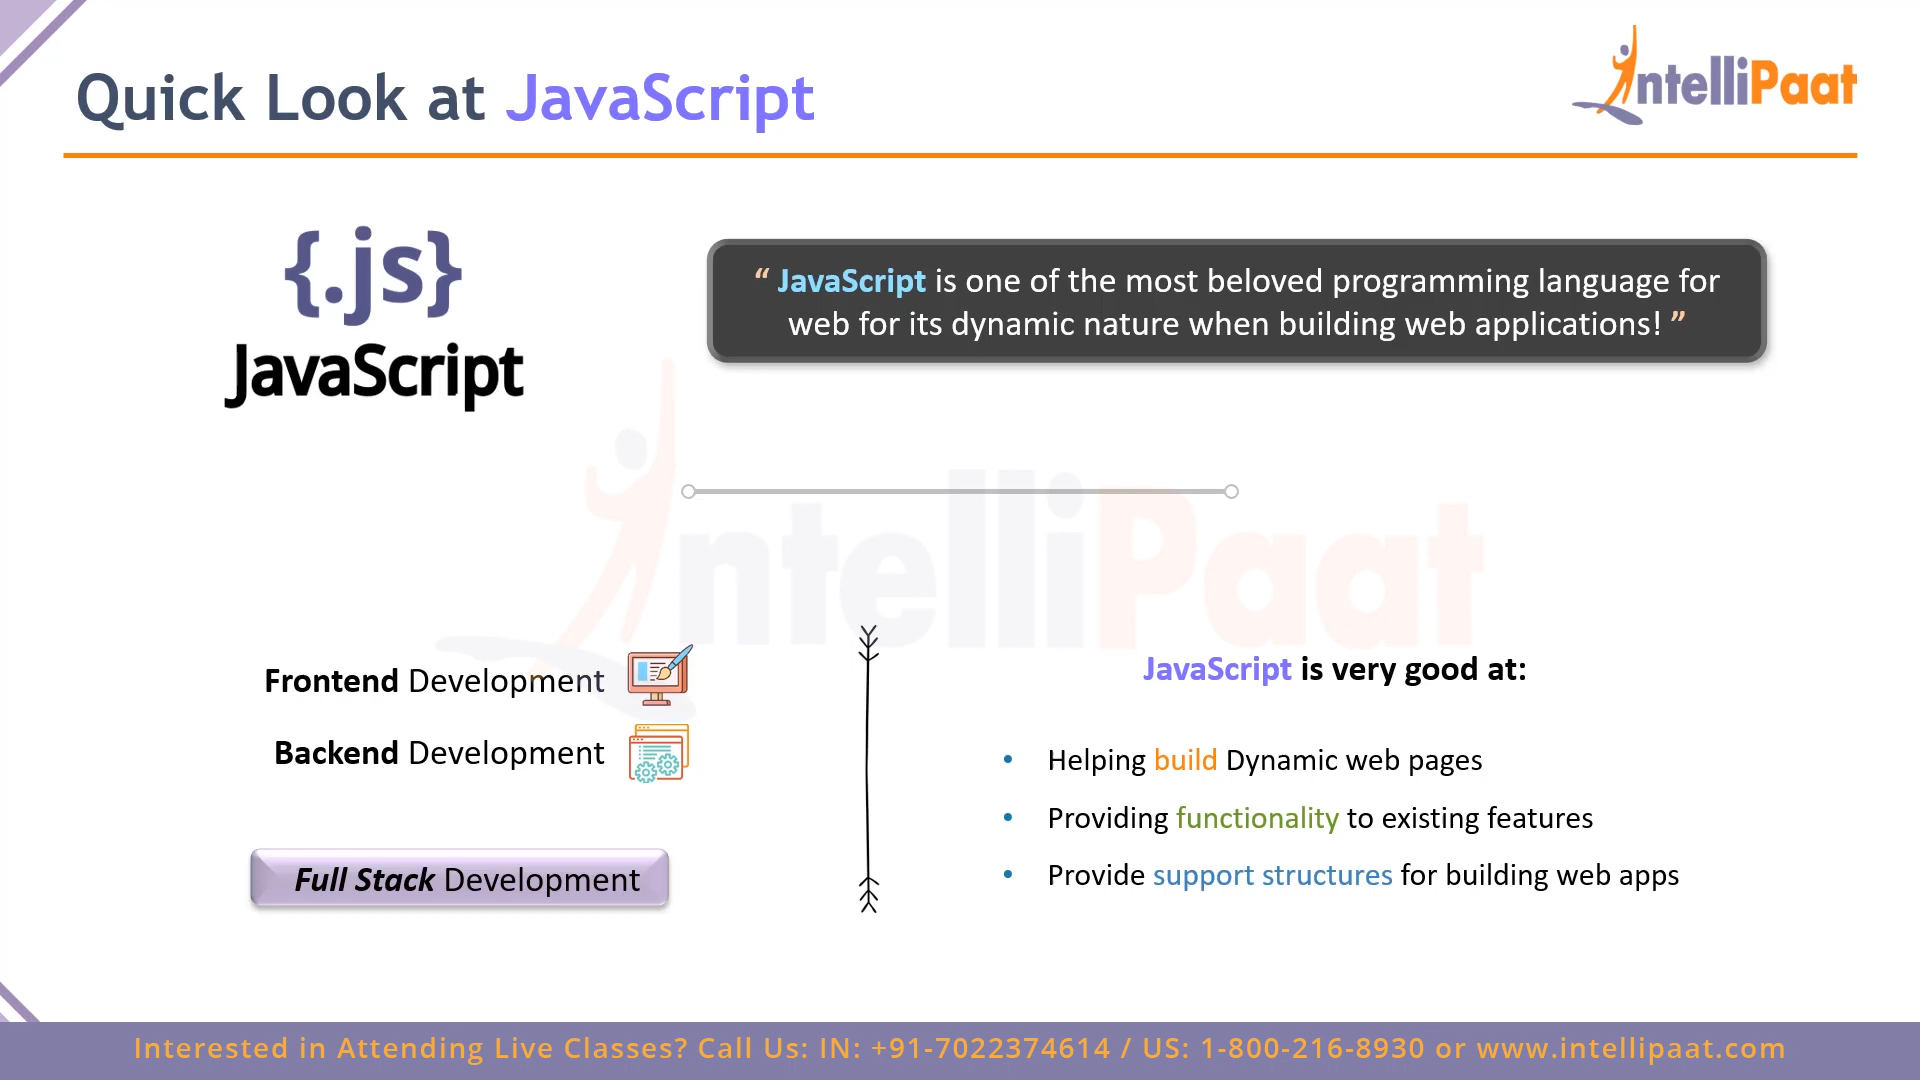 Quick Look at JavaScript
IntelliPaat
{.js}
JavaScript
“ JavaScript is one of the most beloved programming language for
web for its dynamic nature when building web applications! ”
IntelliPaat
Frontend Development
Backend Development
Full Stack Development
JavaScript is very good at:
• Helping build Dynamic web pages
• Providing functionality to existing features
• Provide support structures for building web apps
Interested in Attending Live Classes? Call Us: IN: +91-7022374614 / US: 1-800-216-8930 or www.intellipaat.com